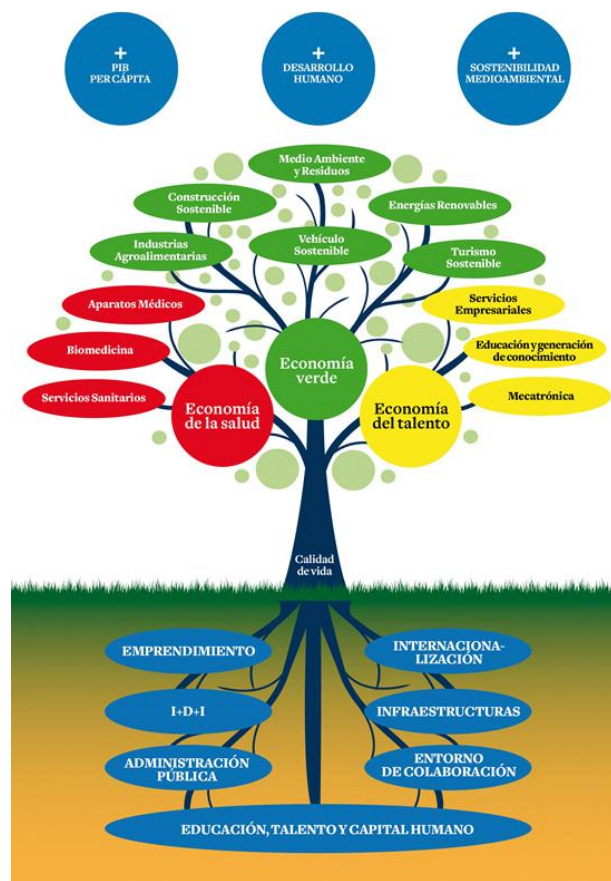 +
PIB
PER CÁPITA
+
DESARROLLO
HUMANO
+
SOSTENIBILIDAD
MEDIOAMBIENTAL
Medio Ambiente
y Residuos
Construcción
Sostenible
Energías Renovables
Industrias
Agroalimentarias
Vehículo
Sostenible
Turismo
Sostenible
Aparatos Médicos
Servicios
Empresariales
Biomedicina
Educación y generación
de conocimiento
Servicios Sanitarios
Mecatrónica
Economía
verde
Economía
de la salud
Economía
del talento
Calidad
de vida
EMPRENDIMIENTO
INTERNACIONA-
LIZACIÓN
I+D+I
INFRAESTRUCTURAS
ADMINISTRACIÓN
PÚBLICA
ENTORNO
DE COLABORACIÓN
EDUCACIÓN, TALENTO Y CAPITAL HUMANO